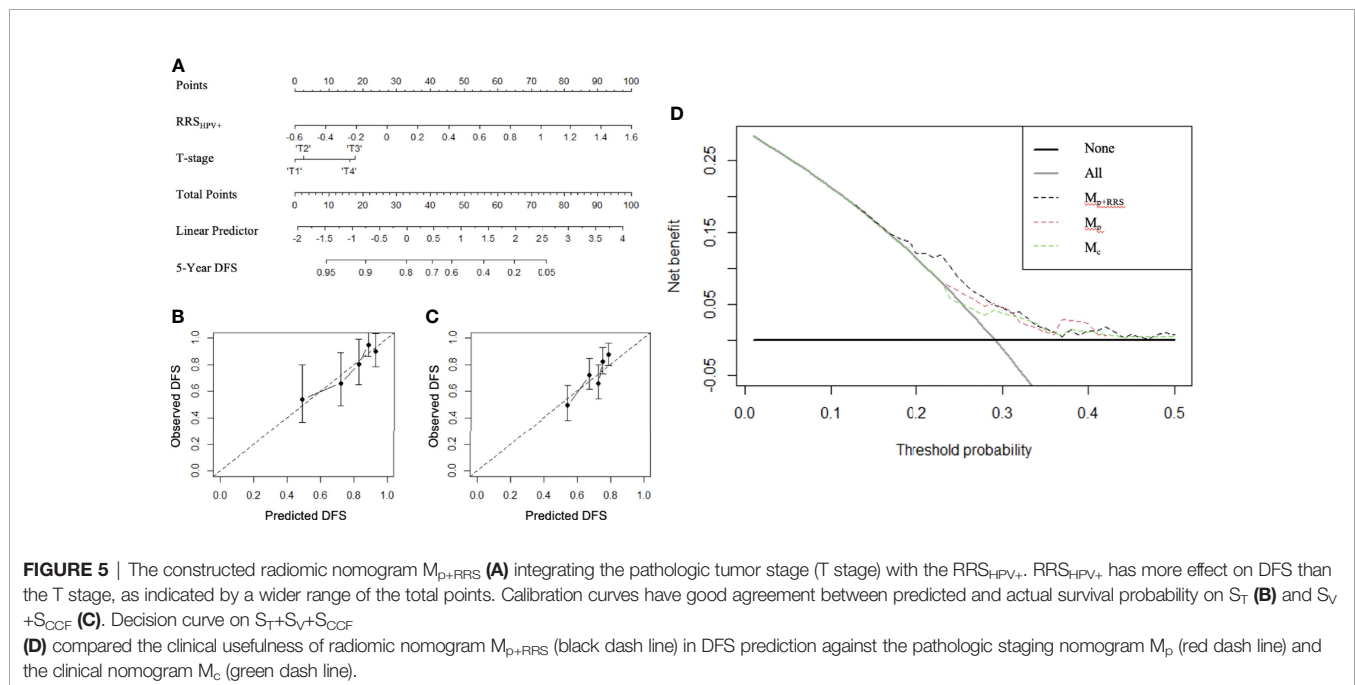 A
Points
0 10 20 30 40 50 60 70 80 90 100
RRSHPV+
-0.6 -0.4 -0.2 0 0.2 0.4 0.6 0.8 1 1.2 1.4 1.6
'T2' 'T3'
T-stage
'T1' 'T4'
Total Points
0 10 20 30 40 50 60 70 80 90 100
Linear Predictor
-2 -1.5 -1 -0.5 0 0.5 1 1.5 2 2.5 3 3.5 4
5-Year DFS
0.95 0.9 0.8 0.7 0.6 0.4 0.2 0.05
B
Observed DFS
1.0
0.8
0.6
0.4
0.2
0.0
0.0 0.2 0.4 0.6 0.8 1.0
Predicted DFS
C
Observed DFS
1.0
0.8
0.6
0.4
0.2
0.0
0.0 0.2 0.4 0.6 0.8 1.0
Predicted DFS
D
Net benefit
0.25
0.15
0.05
-0.05
None
All
Mp+RRS
Mp
Mc
0.0 0.1 0.2 0.3 0.4 0.5
Threshold probability
FIGURE 5 | The constructed radiomic nomogram Mp+RRS (A) integrating the pathologic tumor stage (T stage) with the RRSHPV+. RRSHPV+ has more effect on DFS than
the T stage, as indicated by a wider range of the total points. Calibration curves have good agreement between predicted and actual survival probability on ST (B) and SV
+SCCF (C). Decision curve on ST+SV+SCCF
(D) compared the clinical usefulness of radiomic nomogram Mp+RRS (black dash line) in DFS prediction against the pathologic staging nomogram Mp (red dash line) and
the clinical nomogram Mc (green dash line).